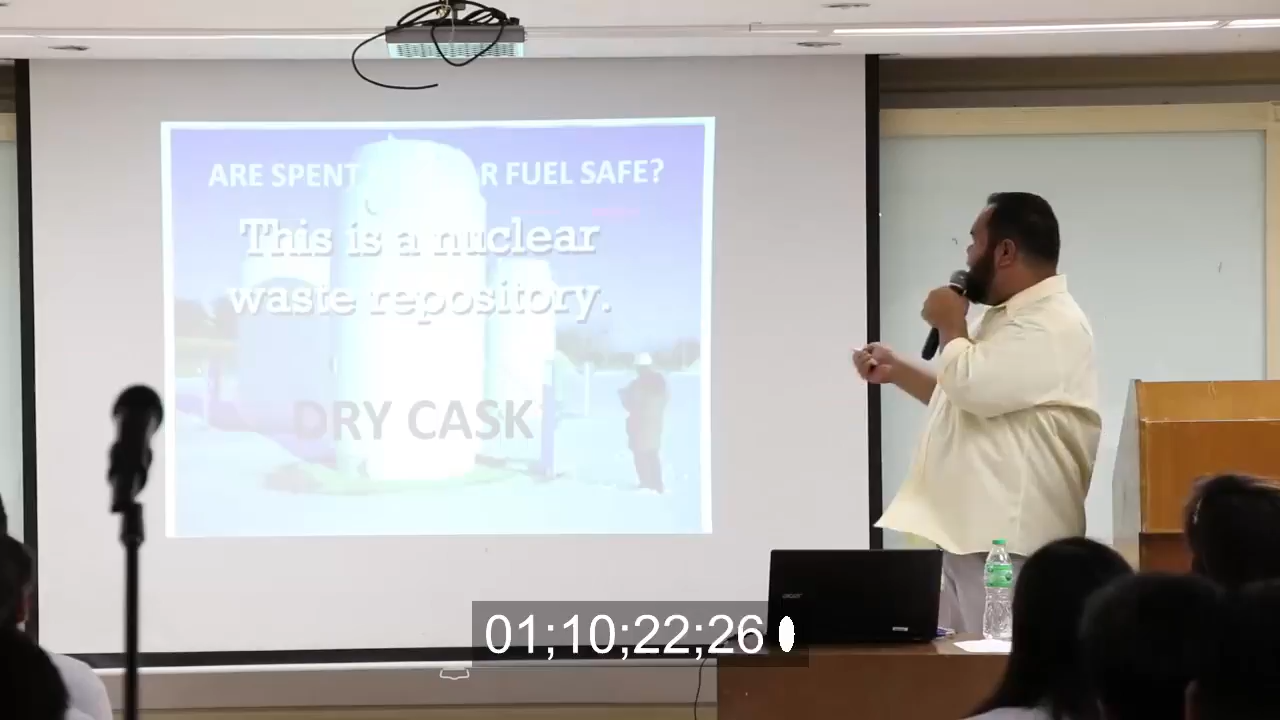 ARE SPENT R FUEL SAFE?
This is a nuclear
waste repository.
DRY CASK
01;10;22;26